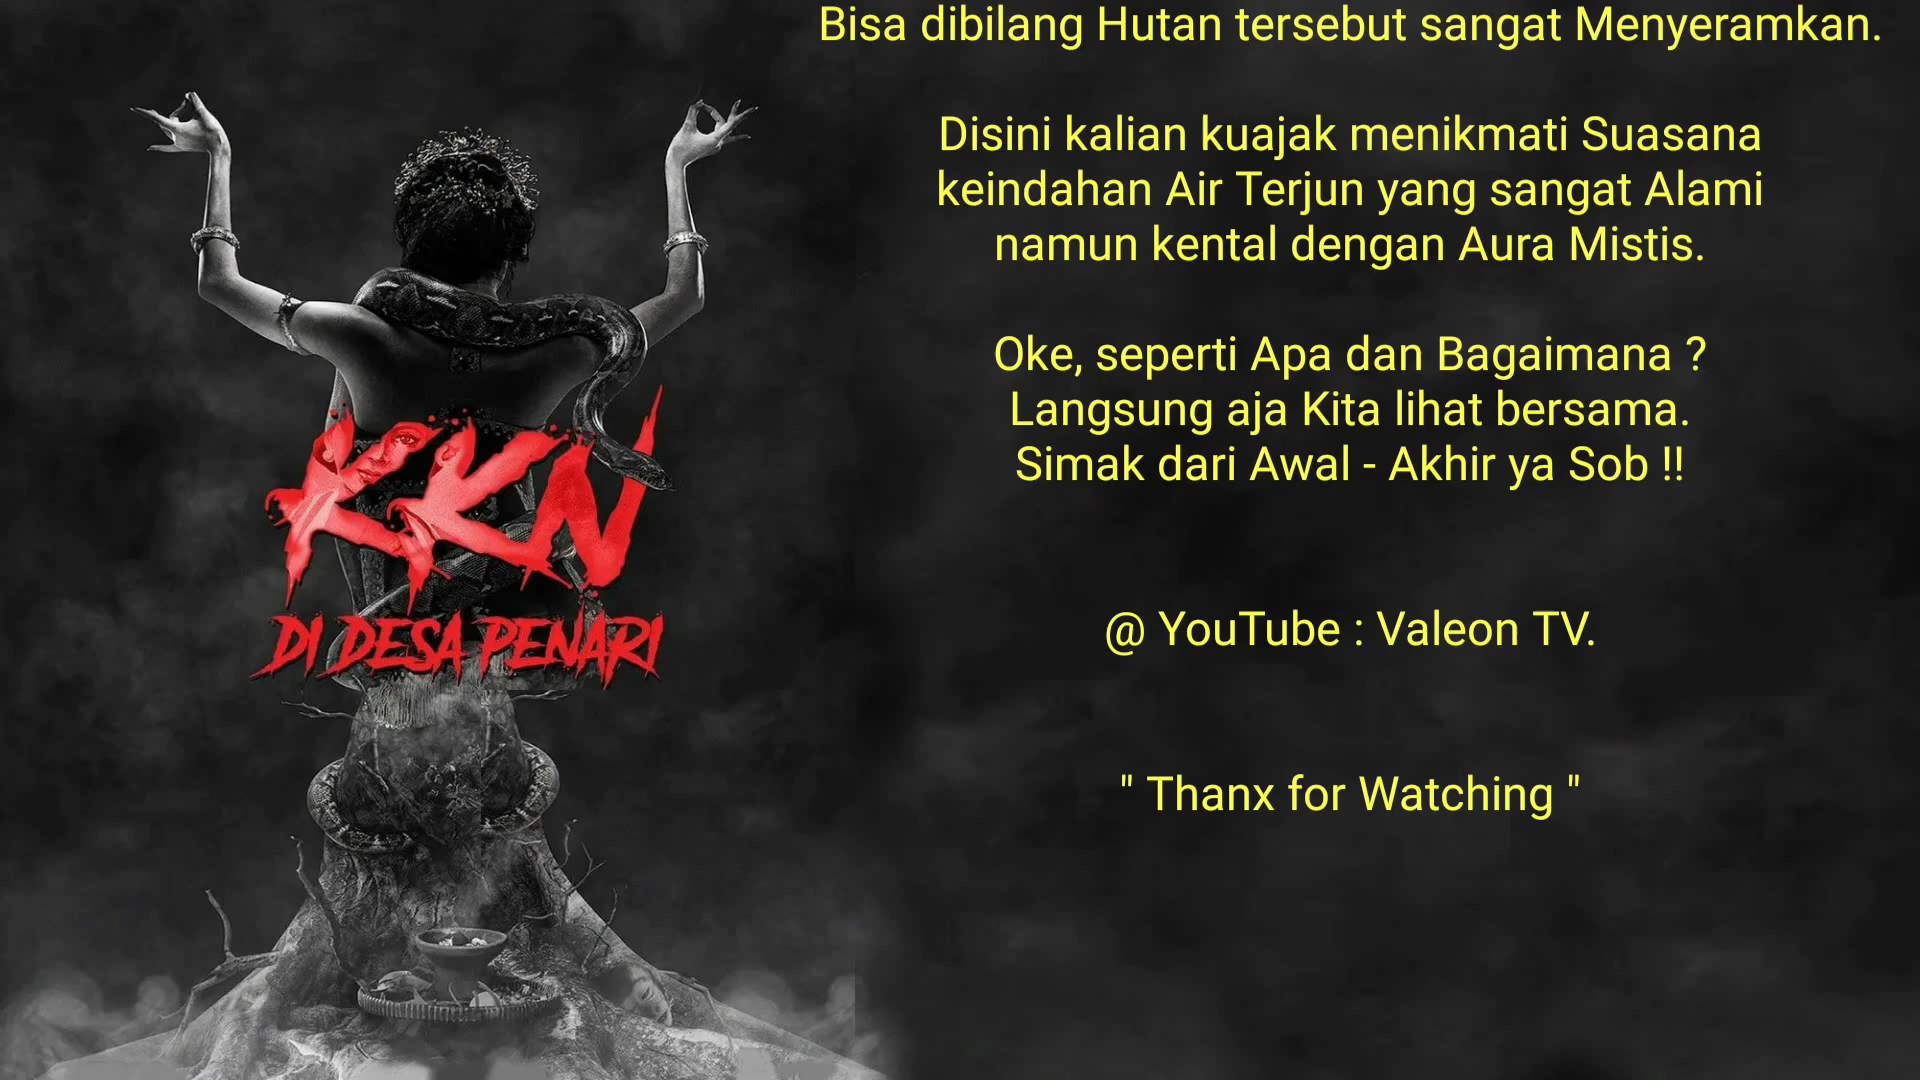 Bisa dibilang Hutan tersebut sangat Menyeramkan.
Disini kalian kuajak menikmati Suasana
keindahan Air Terjun yang sangat Alami
namun kental dengan Aura Mistis.
Oke, seperti Apa dan Bagaimana ?
Langsung aja Kita lihat bersama.
Simak dari Awal - Akhir ya Sob !!
@ YouTube : Valeon TV.
" Thanx for Watching "
KKN
DI DESA PENARI